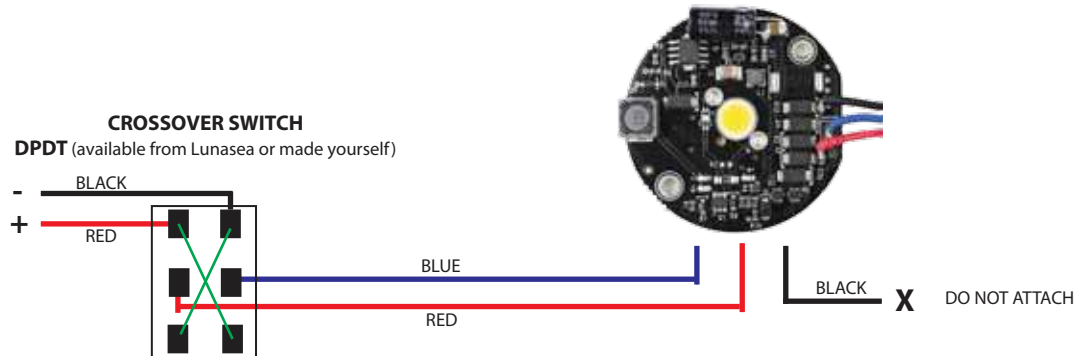 CROSSOVER SWITCH
DPDT (available from Lunasea or made yourself)
- BLACK
+ RED
BLUE
RED
BLACK X DO NOT ATTACH